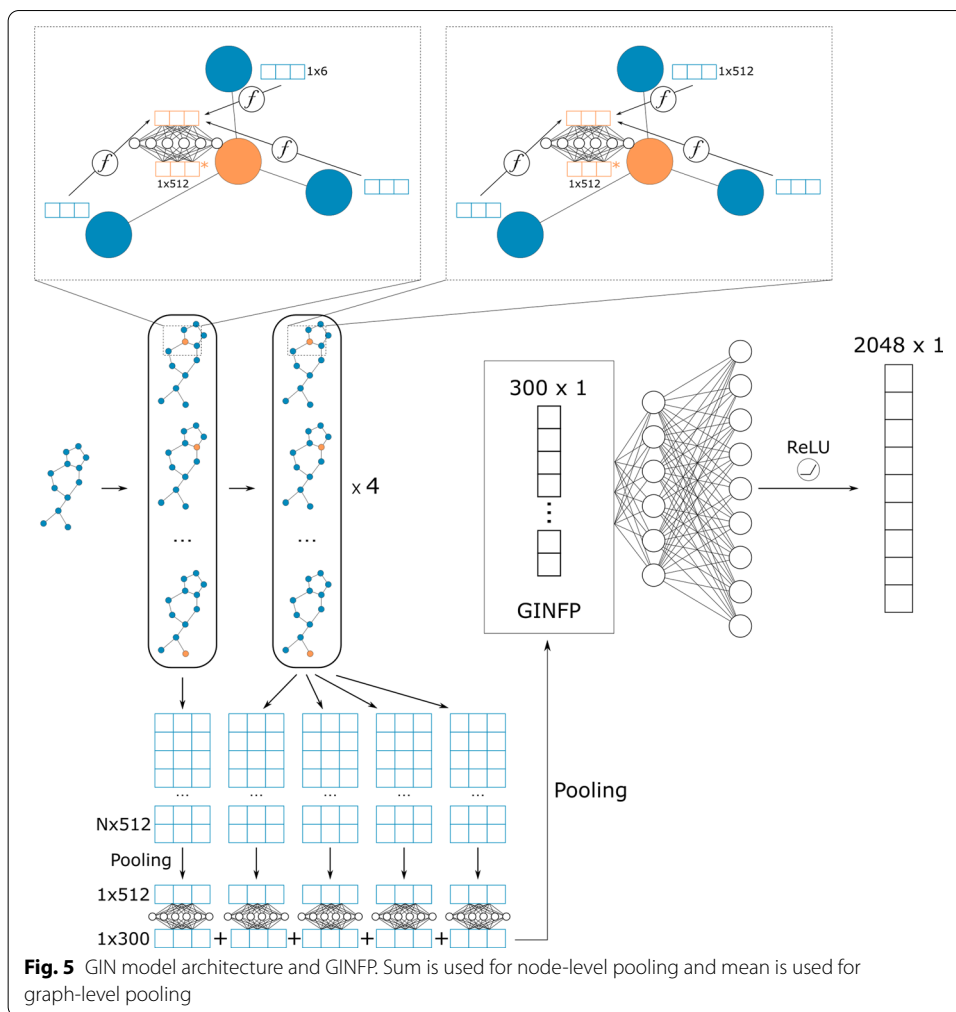 1x6
f
f
f
*
1x512
1x512
f
f
f
*
1x512
x 4
...
...
300 x 1
GINFP
ReLU
2048 x 1
... ... ... ... ...
Nx512
Pooling
Pooling
1x512
1x300 + + + +
Fig. 5 GIN model architecture and GINFP. Sum is used for node-level pooling and mean is used for
graph-level pooling